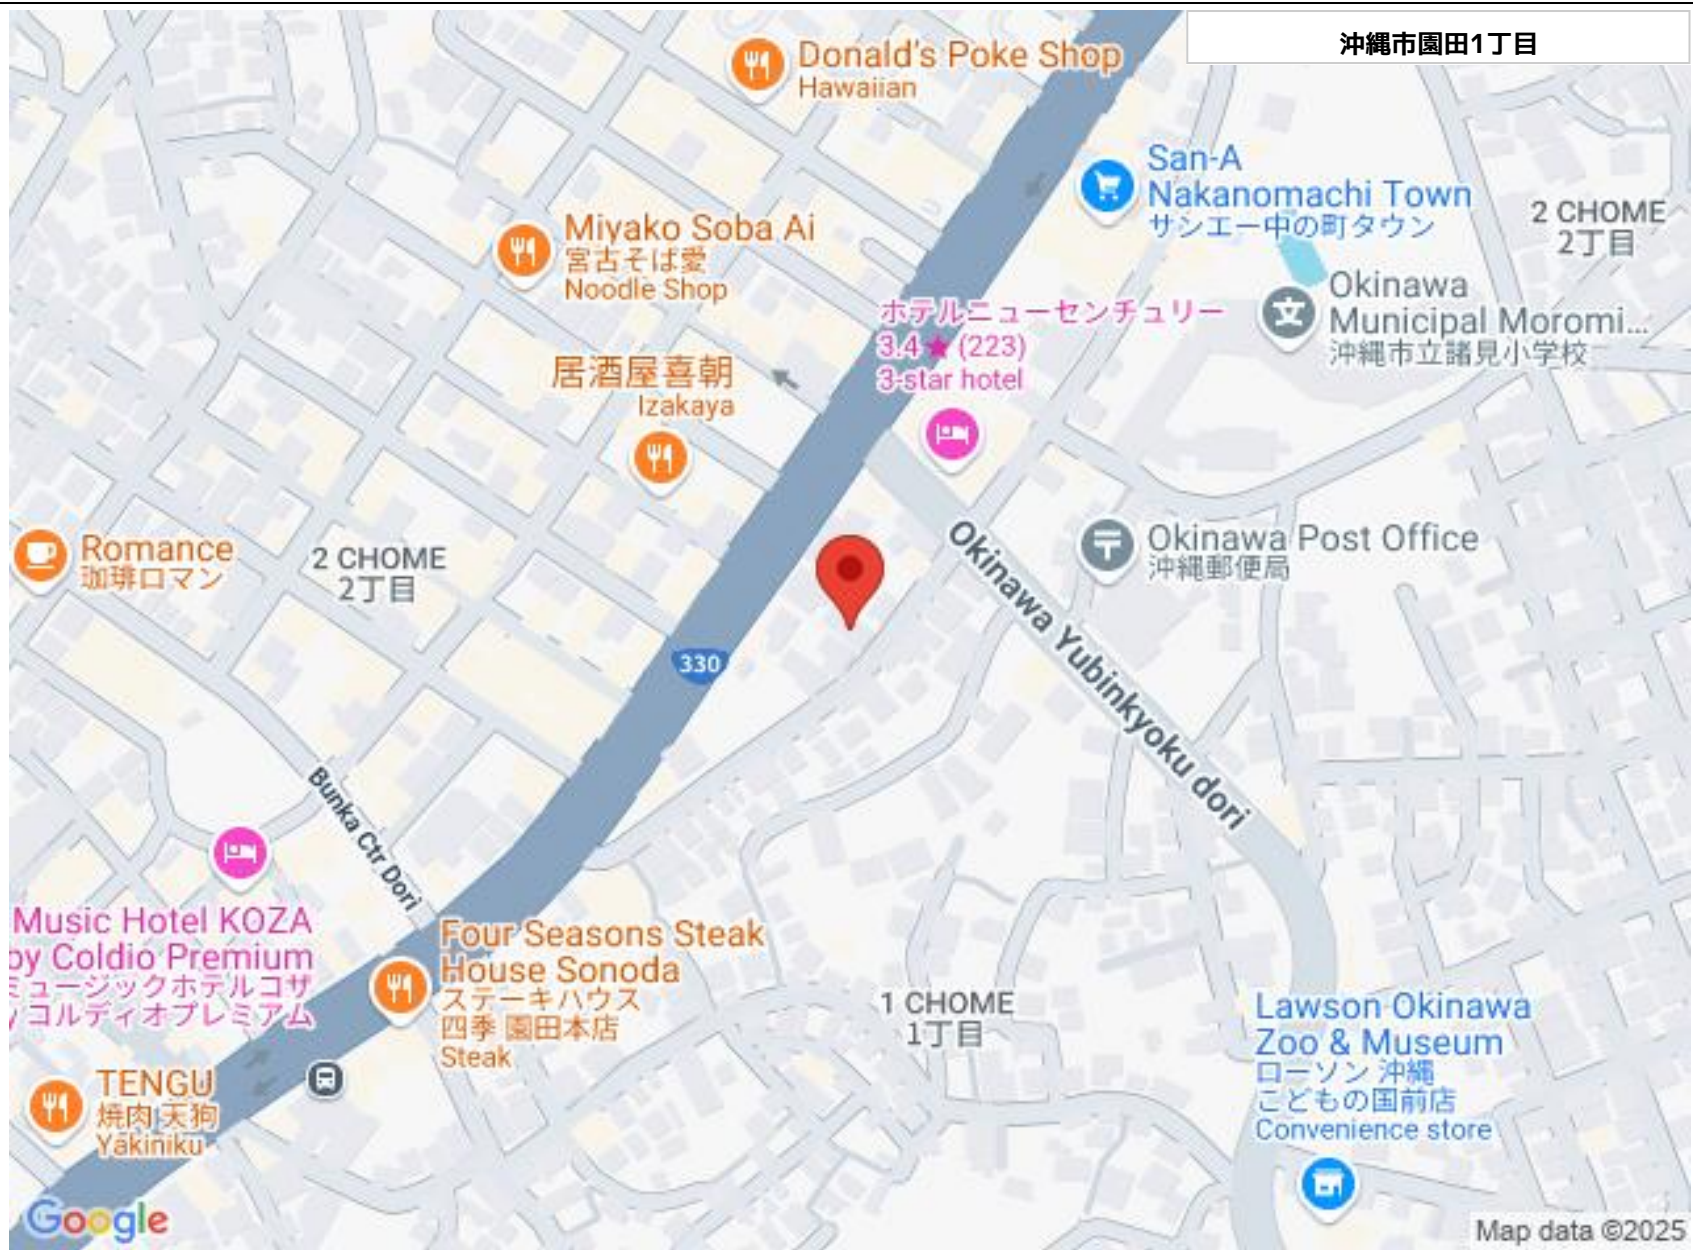 沖縄市園田1丁目
Donald's Poke Shop
Hawaiian
San-A
Nakanomachi Town
サンエー中の町タウン
2 CHOME
2丁目
Miyako Soba Ai
宮古そば愛
Noodle Shop
Okinawa
Municipal Moromi...
沖縄市立諸見小学校
ホテルニューセンチュリー
3.4★(223)
3-star hotel
居酒屋喜朝
Izakaya
Romance
珈琲ロマン
2 CHOME
2丁目
Okinawa Post Office
沖縄郵便局
Okinawa Yubinkyoku dori
330
Bunka Ctr Dori
Music Hotel KOZA
by Coldio Premium
ミュージックホテルコザ
コルディオプレミアム
Four Seasons Steak
House Sonoda
ステーキハウス
四季 園田本店
Steak
1 CHOME
1丁目
Lawson Okinawa
Zoo & Museum
ローソン 沖縄
こどもの国前店
Convenience store
TENGU
焼肉 天狗
Yakiniku
Google
Map data ©2025